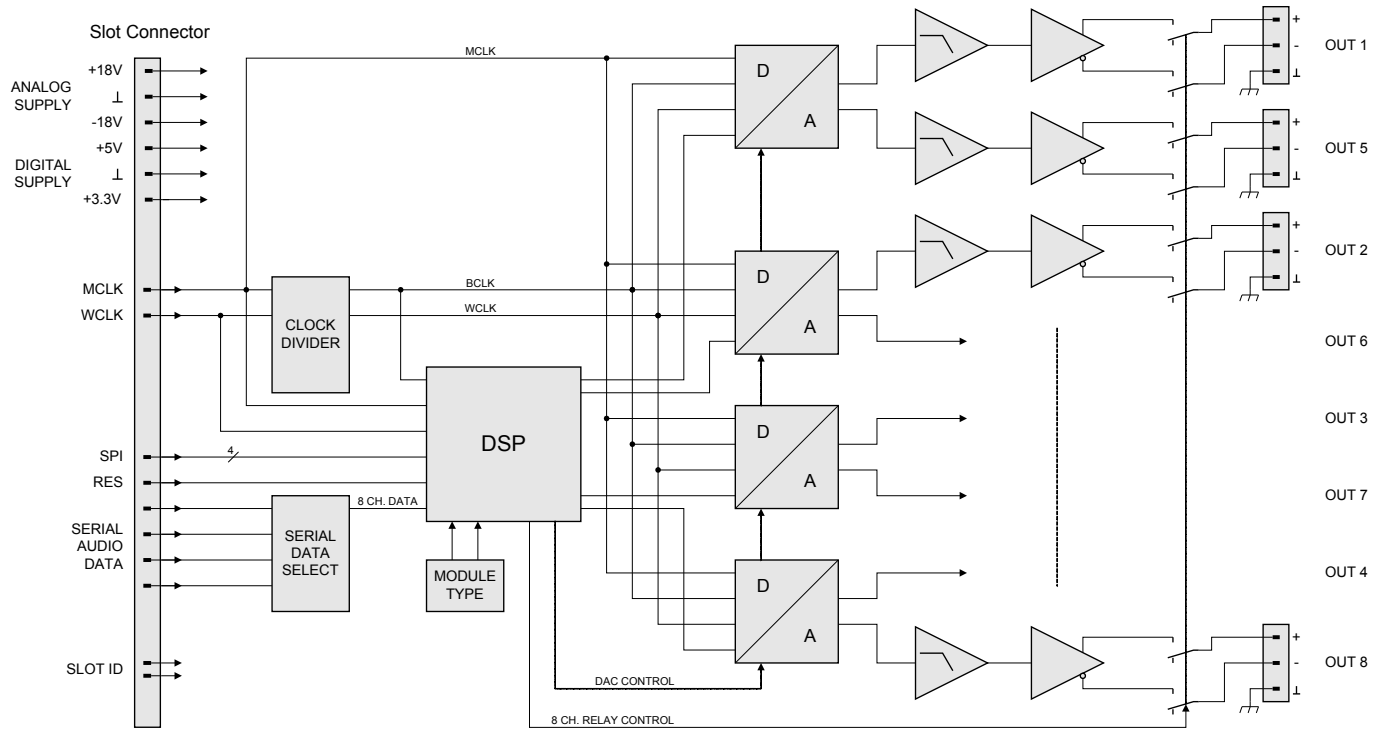 Slot Connector
ANALOG
SUPPLY
+18V
⊥
-18V
DIGITAL
SUPPLY
+5V
⊥
+3.3V
MCLK
WCLK
SPI
RES
SERIAL
AUDIO
DATA
SLOT ID
MCLK
BCLK
WCLK
CLOCK
DIVIDER
4
8 CH. DATA
SERIAL
DATA
SELECT
DSP
MODULE
TYPE
DAC CONTROL
8 CH. RELAY CONTROL
D
A
D
A
D
A
D
A
+
-
⊥
OUT 1
+
-
⊥
OUT 5
+
-
⊥
OUT 2
OUT 6
OUT 3
OUT 7
OUT 4
+
-
⊥
OUT 8